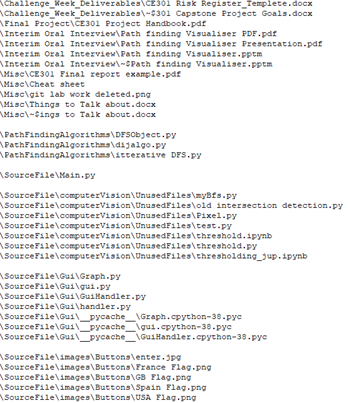 \Challenge_Week_Deliverables\CE301 Risk Register_Templete.docx
\Challenge_Week_Deliverables\~$301 Capstone Project Goals.docx
\Final Project\CE301 Project Handbook.pdf
\Interim Oral Interview\Path finding Visualiser PDF.pdf
\Interim Oral Interview\Path finding Visualiser Presentation.pdf
\Interim Oral Interview\Path finding Visualiser.pptm
\Interim Oral Interview\~$Path finding Visualiser.pptm
\Misc\CE301 Final report example.pdf
\Misc\Cheat sheet
\Misc\git lab work deleted.png
\Misc\Things to Talk about.docx
\Misc\~$ings to Talk about.docx
\PathFindingAlgorithms\DFSObject.py
\PathFindingAlgorithms\dijalgo.py
\PathFindingAlgorithms\itterative DFS.py
\SourceFile\Main.py
\SourceFile\computerVision\UnusedFiles\myBfs.py
\SourceFile\computerVision\UnusedFiles\old intersection detection.py
\SourceFile\computerVision\UnusedFiles\Pixel.py
\SourceFile\computerVision\UnusedFiles\test.py
\SourceFile\computerVision\UnusedFiles\threshold.ipynb
\SourceFile\computerVision\UnusedFiles\threshold.py
\SourceFile\computerVision\UnusedFiles\thresholding_jup.ipynb
\SourceFile\Gui\Graph.py
\SourceFile\Gui\gui.py
\SourceFile\Gui\GuiHandler.py
\SourceFile\Gui\handler.py
\SourceFile\Gui\__pycache__\Graph.cpython-38.pyc
\SourceFile\Gui\__pycache__\gui.cpython-38.pyc
\SourceFile\Gui\__pycache__\GuiHandler.cpython-38.pyc
\SourceFile\images\Buttons\enter.jpg
\SourceFile\images\Buttons\France Flag.png
\SourceFile\images\Buttons\GB Flag.png
\SourceFile\images\Buttons\Spain Flag.png
\SourceFile\images\Buttons\USA Flag.png